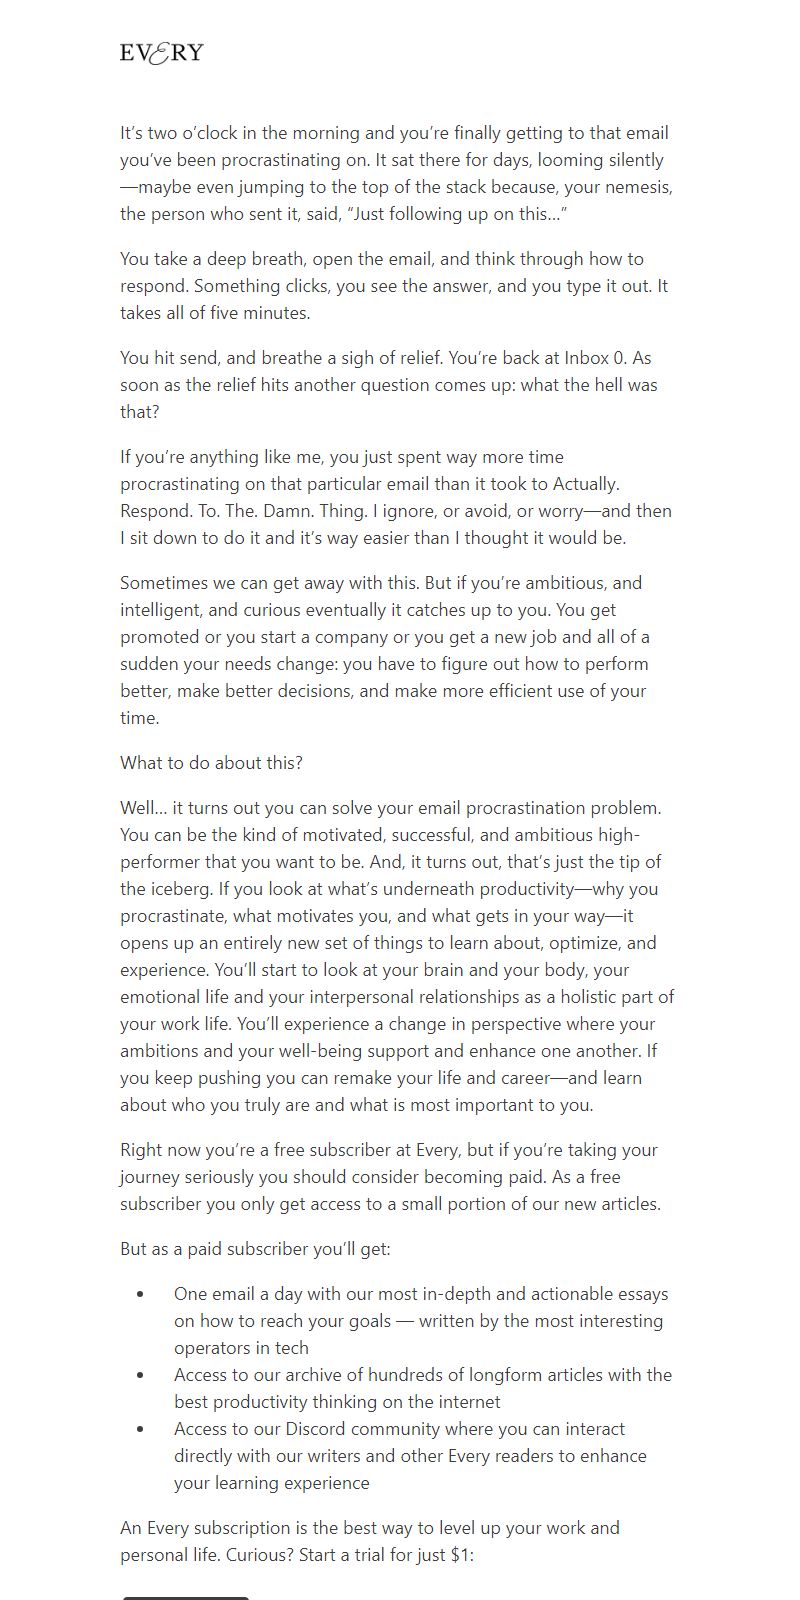 EVERY
It’s two o’clock in the morning and you’re finally getting to that email
you’ve been procrastinating on. It sat there for days, looming silently
—maybe even jumping to the top of the stack because, your nemesis,
the person who sent it, said, “Just following up on this…”
You take a deep breath, open the email, and think through how to
respond. Something clicks, you see the answer, and you type it out. It
takes all of five minutes.
You hit send, and breathe a sigh of relief. You’re back at Inbox 0. As
soon as the relief hits another question comes up: what the hell was
that?
If you’re anything like me, you just spent way more time
procrastinating on that particular email than it took to Actually.
Respond. To. The. Damn. Thing. I ignore, or avoid, or worry—and then
I sit down to do it and it’s way easier than I thought it would be.
Sometimes we can get away with this. But if you’re ambitious, and
intelligent, and curious eventually it catches up to you. You get
promoted or you start a company or you get a new job and all of a
sudden your needs change: you have to figure out how to perform
better, make better decisions, and make more efficient use of your
time.
What to do about this?
Well… it turns out you can solve your email procrastination problem.
You can be the kind of motivated, successful, and ambitious high-
performer that you want to be. And, it turns out, that’s just the tip of
the iceberg. If you look at what’s underneath productivity—why you
procrastinate, what motivates you, and what gets in your way—it
opens up an entirely new set of things to learn about, optimize, and
experience. You’ll start to look at your brain and your body, your
emotional life and your interpersonal relationships as a holistic part of
your work life. You’ll experience a change in perspective where your
ambitions and your well-being support and enhance one another. If
you keep pushing you can remake your life and career—and learn
about who you truly are and what is most important to you.
Right now you’re a free subscriber at Every, but if you’re taking your
journey seriously you should consider becoming paid. As a free
subscriber you only get access to a small portion of our new articles.
But as a paid subscriber you’ll get:
• One email a day with our most in-depth and actionable essays
on how to reach your goals — written by the most interesting
operators in tech
• Access to our archive of hundreds of longform articles with the
best productivity thinking on the internet
• Access to our Discord community where you can interact
directly with our writers and other Every readers to enhance
your learning experience
An Every subscription is the best way to level up your work and
personal life. Curious? Start a trial for just $1: